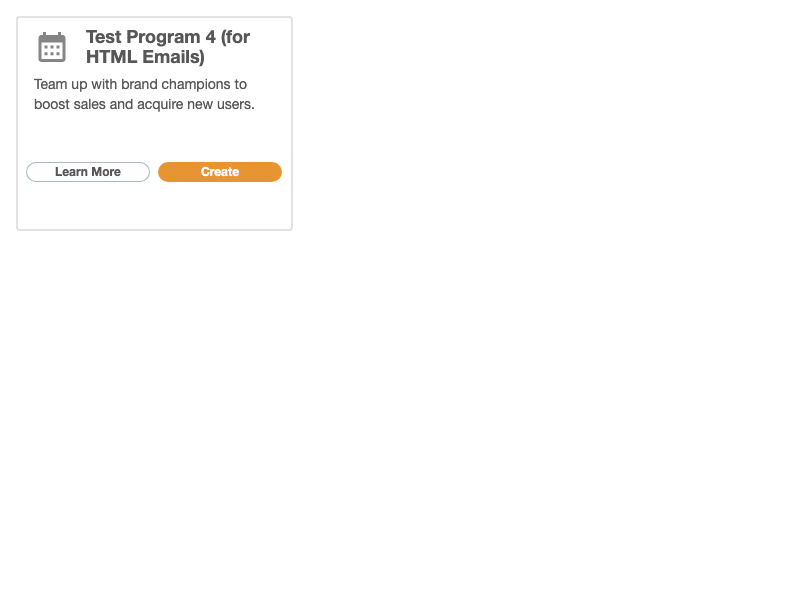 Test Program 4 (for
HTML Emails)
Team up with brand champions to
boost sales and acquire new users.
Learn More
Create